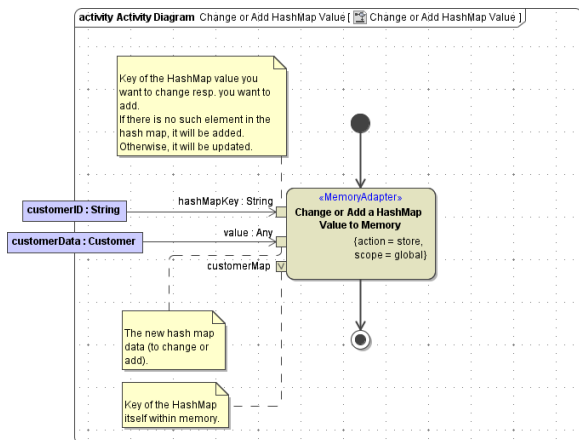 activity Activity Diagram Change or Add HashMap Value [ Change or Add HashMap Value ]
Key of the HashMap value you
want to change resp. you want to
add.
If there is no such element in the
hash map, it will be added.
Otherwise, it will be updated.
customerID : String
hashMapKey : String
customerData : Customer
value : Any
customerMap
«MemoryAdapter»
Change or Add a HashMap
Value to Memory
{action = store,
scope = global}
The new hash map
data (to change or
add).
Key of the HashMap
itself within memory.